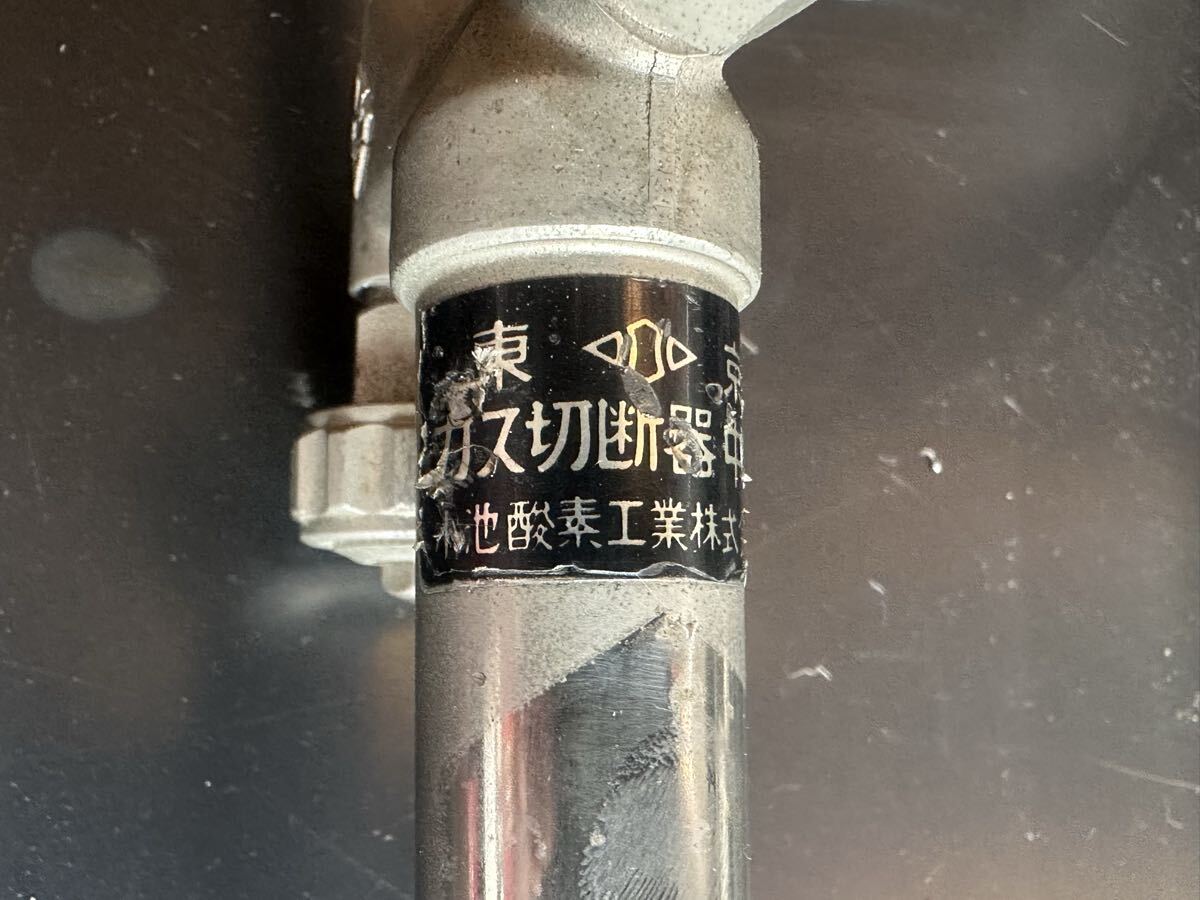 東 京
ガス切断器 中
池酸素工業株式